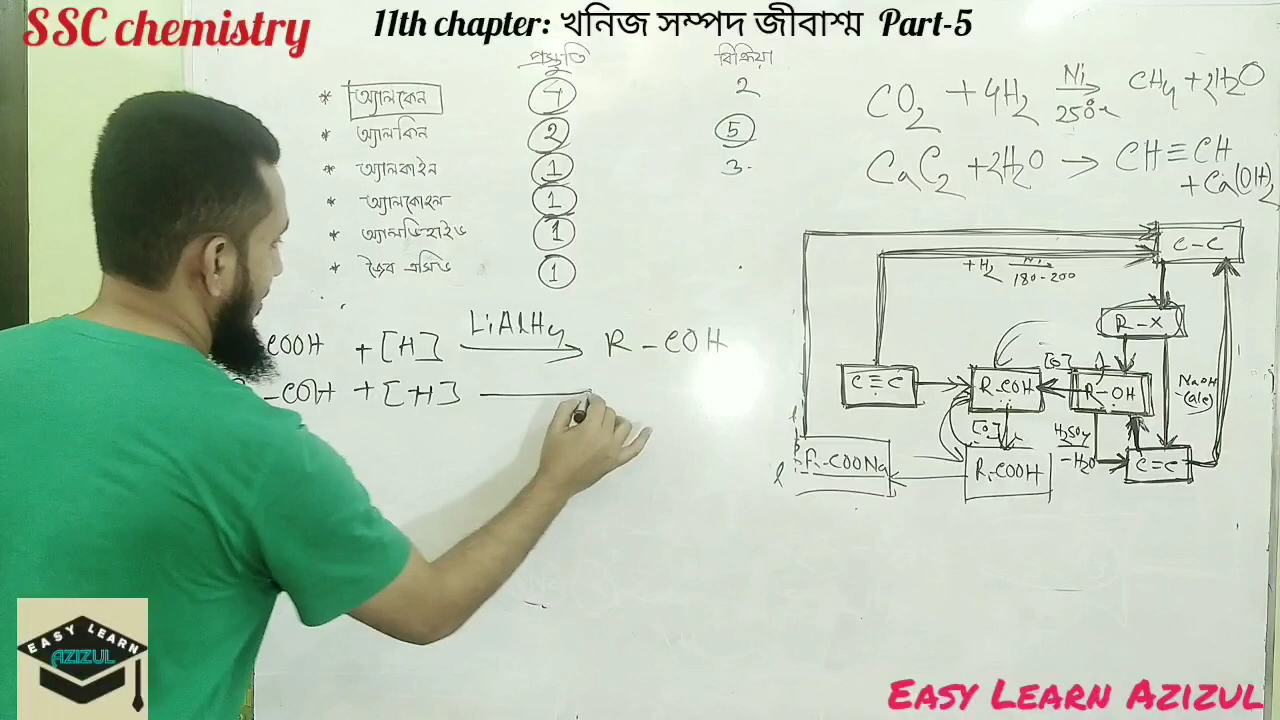 SSC chemistry
11th chapter: খনিজ সম্পদ জীবাশ্ম Part-5
প্রস্তুতি বিক্রিয়া
* অ্যালকেন 4 2
* অ্যালকিন 2 5
* অ্যালকাইন 1 3
* অ্যালকোহল 1
* অ্যালডিহাইড 1
* জৈব এসিড 1
COOH + [H] LiAlH4 → R-COH
-COH + [H]
CO2 + 4H2 Ni → 250°c CH4 + 2H2O
CaC2 + 2H2O → CH≡CH
+ Ca(OH)2
C-C
+H2 Ni → 180-200
R-X
[O]
C≡C
R-COH
R-OH
NaOH
(alc)
[O]
H2SO4
-H2O
R-COONa
R-COOH
C=C
EASY LEARN
AZIZUL
EASY LEARN AZIZUL